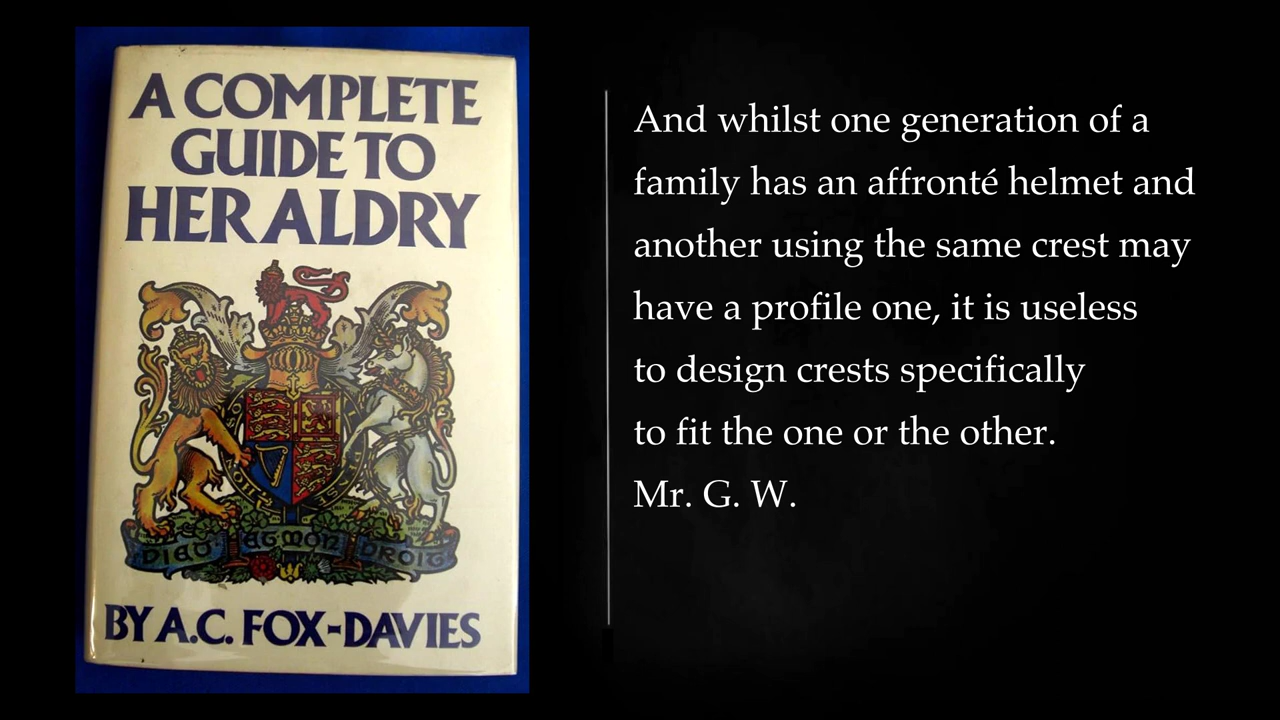 A COMPLETE
GUIDE TO
HERALDRY
DIEU ET MON DROIT
BY A.C. FOX-DAVIES
And whilst one generation of a
family has an affronté helmet and
another using the same crest may
have a profile one, it is useless
to design crests specifically
to fit the one or the other.
Mr. G. W.